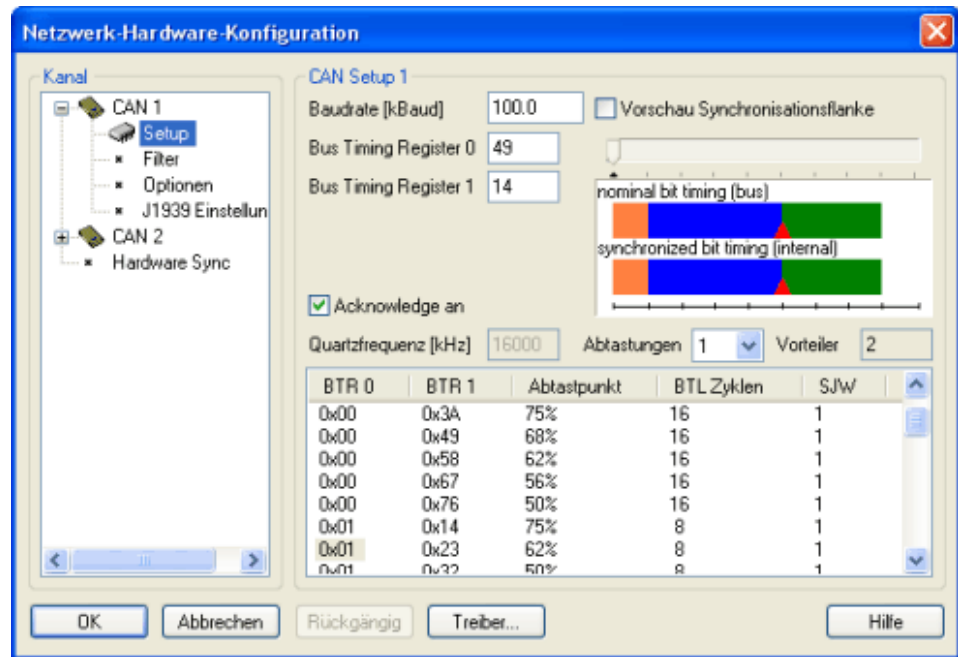 Netzwerk-Hardware-Konfiguration
Kanal
CAN 1
Setup
Filter
Optionen
J1939 Einstellun
CAN 2
Hardware Sync
CAN Setup 1
Baudrate [kBaud] 100.0 Vorschau Synchronisationsflanke
Bus Timing Register 0 49
Bus Timing Register 1 14
nominal bit timing (bus)
synchronized bit timing (internal)
Acknowledge an
Quartzfrequenz [kHz] 16000 Abtastungen 1 Vorteiler 2
BTR 0 BTR 1 Abtastpunkt BTL Zyklen SJW
0x00 0x3A 75% 16 1
0x00 0x49 68% 16 1
0x00 0x58 62% 16 1
0x00 0x67 56% 16 1
0x00 0x76 50% 16 1
0x01 0x14 75% 8 1
0x01 0x23 62% 8 1
0x01 0x32 50% 8 1
OK Abbrechen Rückgängig Treiber... Hilfe